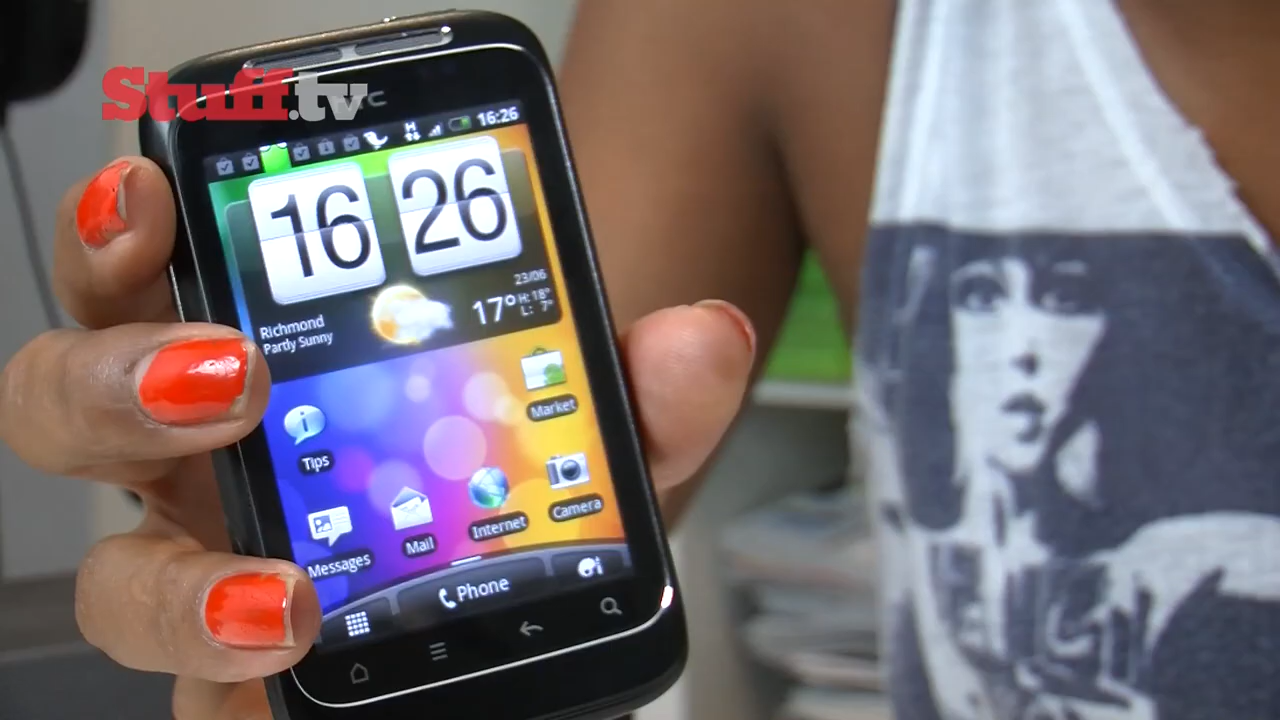 Stuff.tv
TC
16:26
16 26
23/06
Richmond
Partly Sunny
17° H: 18°
L: 7°
Market
Tips
Camera
Internet
Mail
Messages
Phone